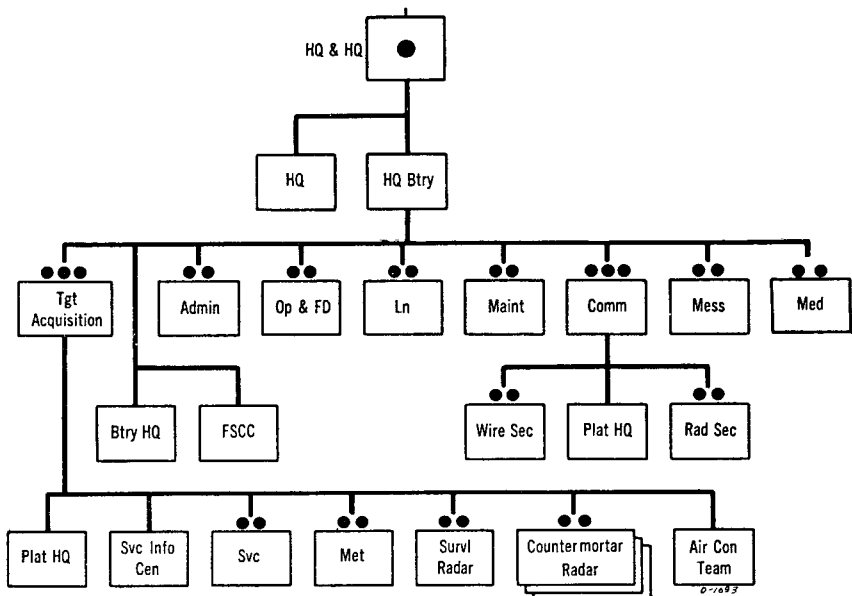 HQ & HQ
HQ
HQ Btry
Tgt
Acquisition
Admin
Op & FD
Ln
Maint
Comm
Mess
Med
Btry HQ
FSCC
Wire Sec
Plat HQ
Rad Sec
Plat HQ
Svc Info
Cen
Svc
Met
Survl
Radar
Countermortar
Radar
Air Con
Team
0-1693